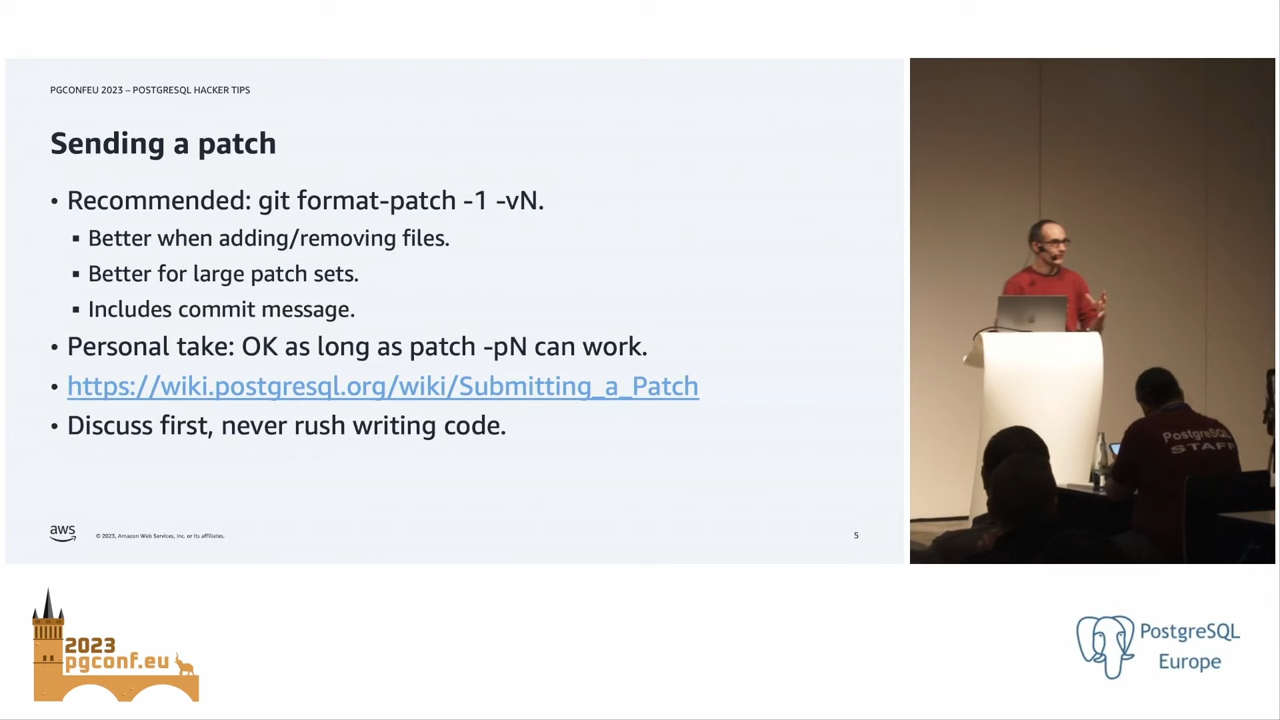 PGCONFEU 2023 – POSTGRESQL HACKER TIPS
Sending a patch
• Recommended: git format-patch -1 -vN.
▪ Better when adding/removing files.
▪ Better for large patch sets.
▪ Includes commit message.
• Personal take: OK as long as patch -pN can work.
• https://wiki.postgresql.org/wiki/Submitting_a_Patch
• Discuss first, never rush writing code.
aws
© 2023, Amazon Web Services, Inc. or its affiliates.
5
PostgreSQL
STAFF
2023
pgconf.eu
PostgreSQL
Europe